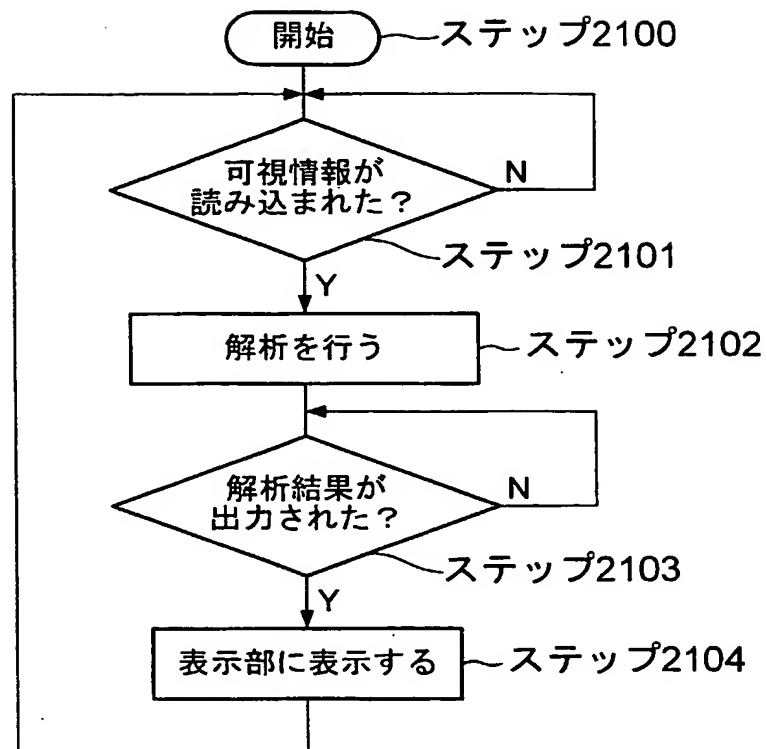 開始
ステップ2100
可視情報が
読み込まれた?
N
ステップ2101
Y
解析を行う
ステップ2102
解析結果が
出力された?
N
ステップ2103
Y
表示部に表示する
ステップ2104